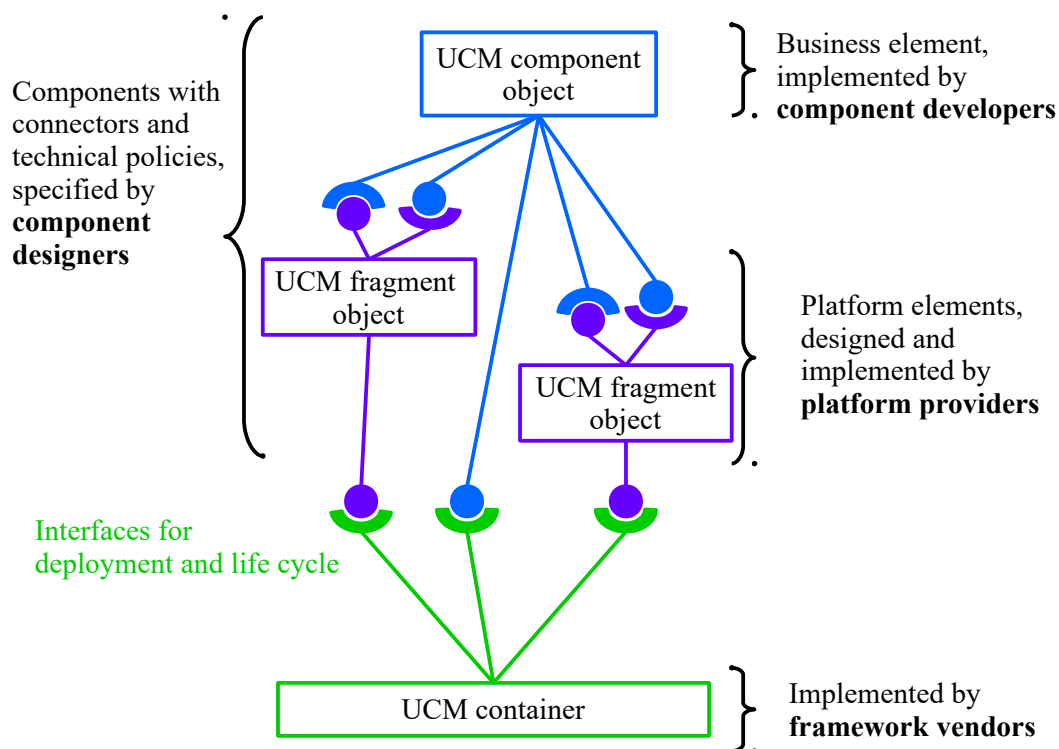 Components with
connectors and
technical policies,
specified by
component
designers
UCM component
object
Business element,
implemented by
component developers
UCM fragment
object
UCM fragment
object
Platform elements,
designed and
implemented by
platform providers
Interfaces for
deployment and life cycle
UCM container
Implemented by
framework vendors